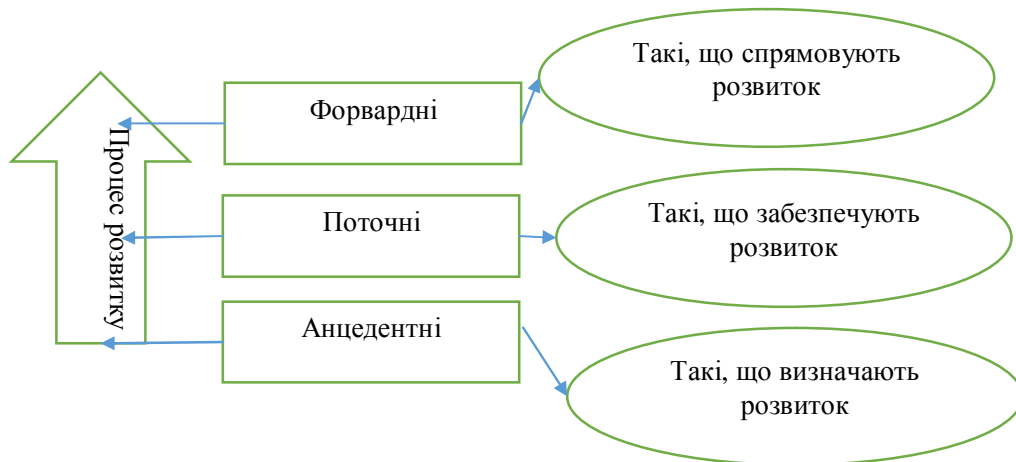 Такі, що спрямовують
розвиток
Форвардні
Процес розвитку
Поточні
Такі, що забезпечують
розвиток
Анцедентні
Такі, що визначають
розвиток